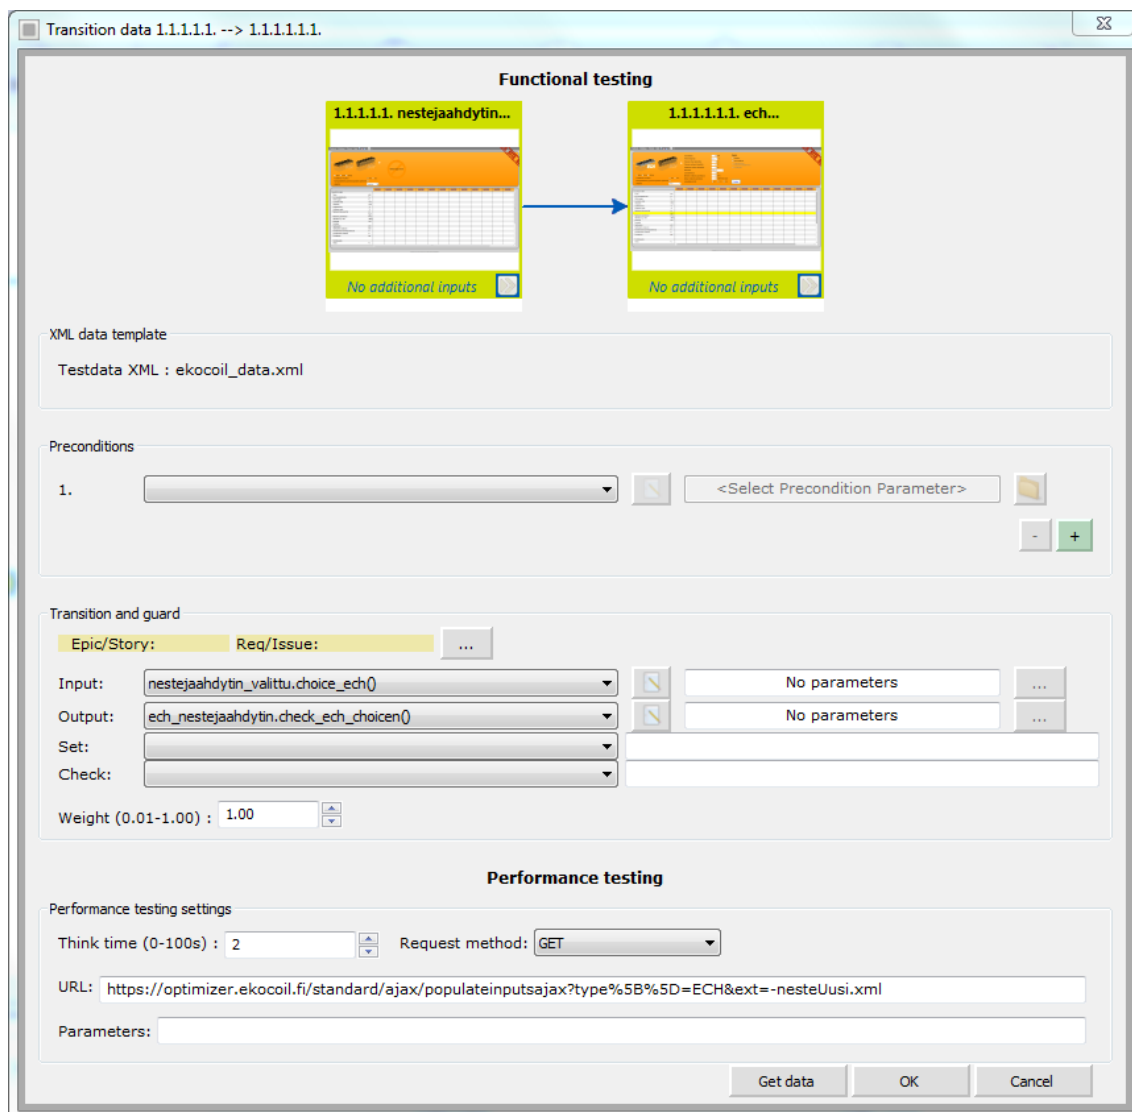 Transition data 1.1.1.1.1. --> 1.1.1.1.1.1.
Functional testing
1.1.1.1.1. nestejaahdytin...
1.1.1.1.1.1. ech...
No additional inputs
No additional inputs
XML data template
Testdata XML : ekocoil_data.xml
Preconditions
1.
<Select Precondition Parameter>
- +
Transition and guard
Epic/Story: Req/Issue: ...
Input: nestejaahdytin_valittu.choice_ech() No parameters ...
Output: ech_nestejaahdytin.check_ech_choicen() No parameters ...
Set:
Check:
Weight (0.01-1.00) : 1.00
Performance testing
Performance testing settings
Think time (0-100s) : 2 Request method: GET
URL: https://optimizer.ekocoil.fi/standard/ajax/populateinputsajax?type%5B%5D=ECH&ext=-nesteUusi.xml
Parameters:
Get data OK Cancel